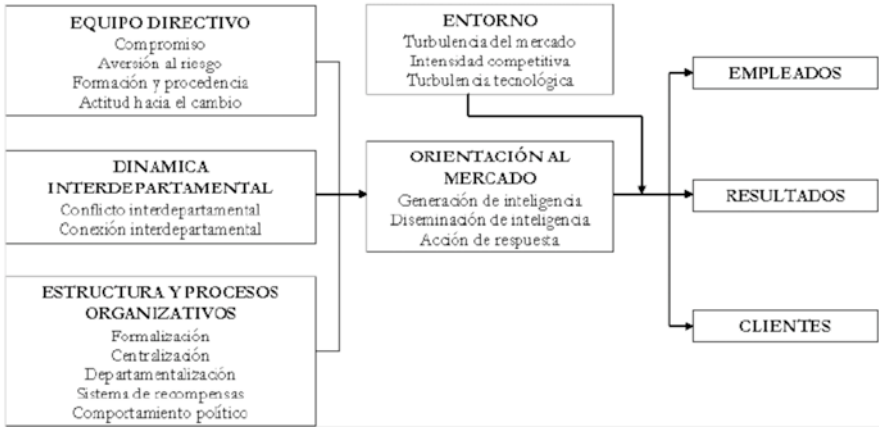 EQUIPO DIRECTIVO
Compromiso
Aversión al riesgo
Formación y procedencia
Actitud hacia el cambio
ENTORNO
Turbulencia del mercado
Intensidad competitiva
Turbulencia tecnológica
DINAMICA
INTERDEPARTAMENTAL
Conflicto interdepartamental
Conexión interdepartamental
ORIENTACIÓN AL
MERCADO
Generación de inteligencia
Diseminación de inteligencia
Acción de respuesta
ESTRUCTURA Y PROCESOS
ORGANIZATIVOS
Formalización
Centralización
Departamentalización
Sistema de recompensas
Comportamiento político
EMPLEADOS
RESULTADOS
CLIENTES